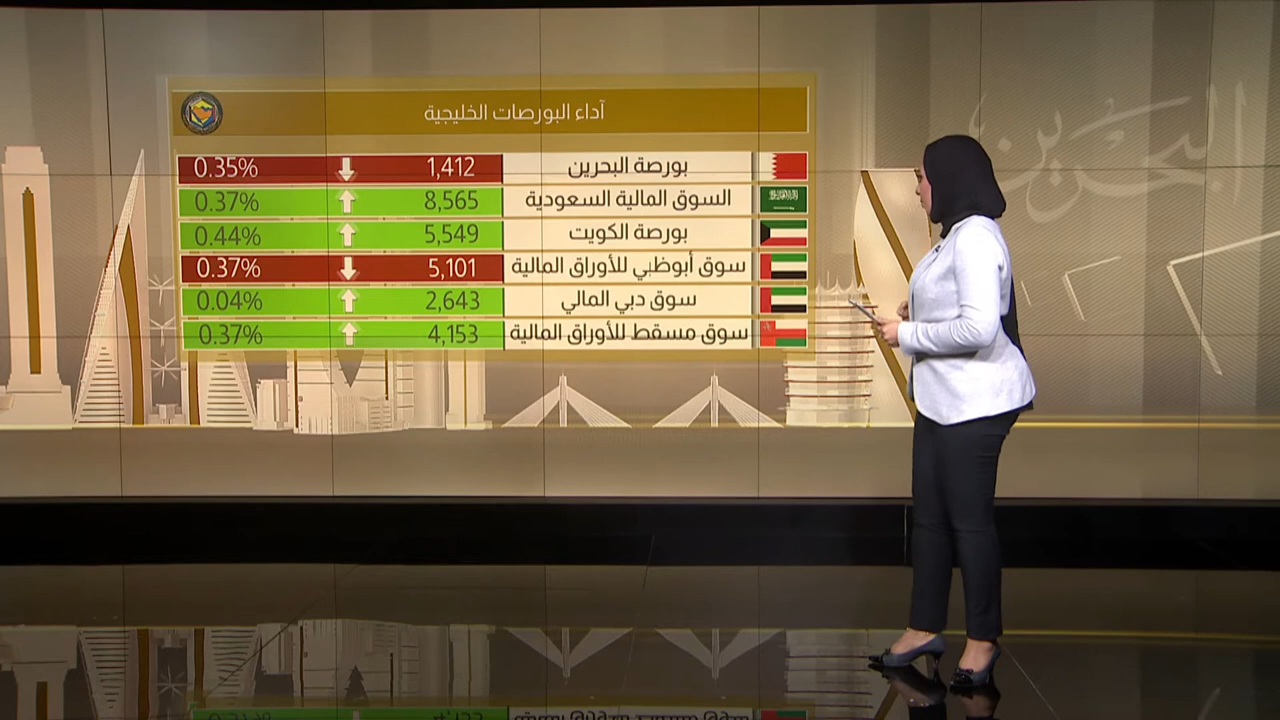 آداء البورصات الخليجية
بورصة البحرين 1,412 0.35%
السوق المالية السعودية 8,565 0.37%
بورصة الكويت 5,549 0.44%
سوق أبوظبي للأوراق المالية 5,101 0.37%
سوق دبي المالي 2,643 0.04%
سوق مسقط للأوراق المالية 4,153 0.37%
البحرين